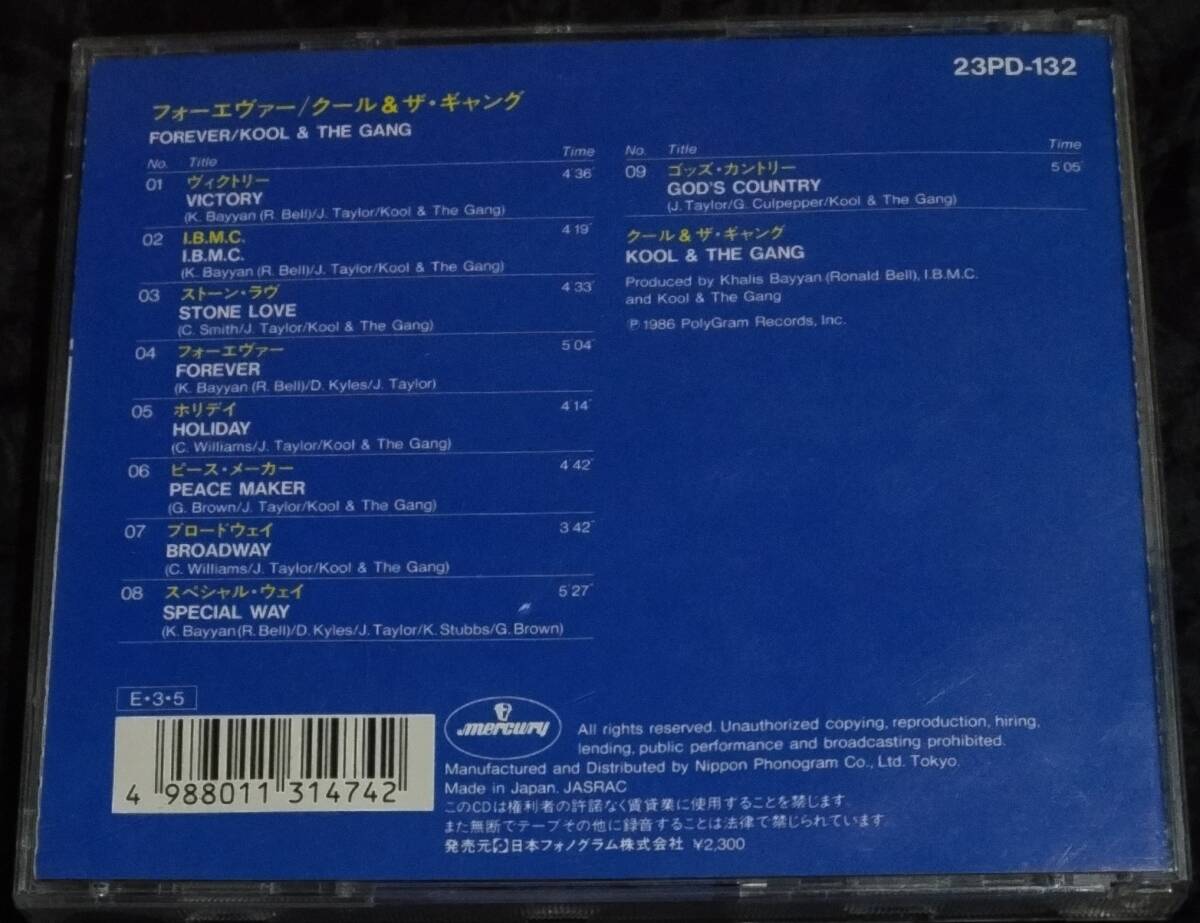 23PD-132
フォーエヴァー/クール&ザ・ギャング
FOREVER/KOOL & THE GANG
No. Title Time
01 ヴィクトリー 4'36"
VICTORY
(K. Bayyan (R. Bell)/J. Taylor/Kool & The Gang)
02 I.B.M.C. 4'19"
I.B.M.C.
(K. Bayyan (R. Bell)/J. Taylor/Kool & The Gang)
03 ストーン・ラヴ 4'33"
STONE LOVE
(C. Smith/J. Taylor/Kool & The Gang)
04 フォーエヴァー 5'04"
FOREVER
(K. Bayyan (R. Bell)/D. Kyles/J. Taylor)
05 ホリデイ 4'14"
HOLIDAY
(C. Williams/J. Taylor/Kool & The Gang)
06 ピース・メーカー 4'42"
PEACE MAKER
(G. Brown/J. Taylor/Kool & The Gang)
07 ブロードウェイ 3'42"
BROADWAY
(C. Williams/J. Taylor/Kool & The Gang)
08 スペシャル・ウェイ 5'27"
SPECIAL WAY
(K. Bayyan (R. Bell)/D. Kyles/J. Taylor/K. Stubbs/G. Brown)
No. Title Time
09 ゴッズ・カントリー 5'05"
GOD'S COUNTRY
(J. Taylor/G. Culpepper/Kool & The Gang)
クール&ザ・ギャング
KOOL & THE GANG
Produced by Khalis Bayyan (Ronald Bell), I.B.M.C.
and Kool & The Gang
℗ 1986 PolyGram Records, Inc.
E・3・5
4 988011 314742
mercury
All rights reserved. Unauthorized copying, reproduction, hiring,
lending, public performance and broadcasting prohibited.
Manufactured and Distributed by Nippon Phonogram Co., Ltd. Tokyo.
Made in Japan. JASRAC
このCDは権利者の許諾なく賃貸業に使用することを禁じます.
また無断でテープその他に録音することは法律で禁じられています.
発売元 日本フォノグラム株式会社 ¥2,300